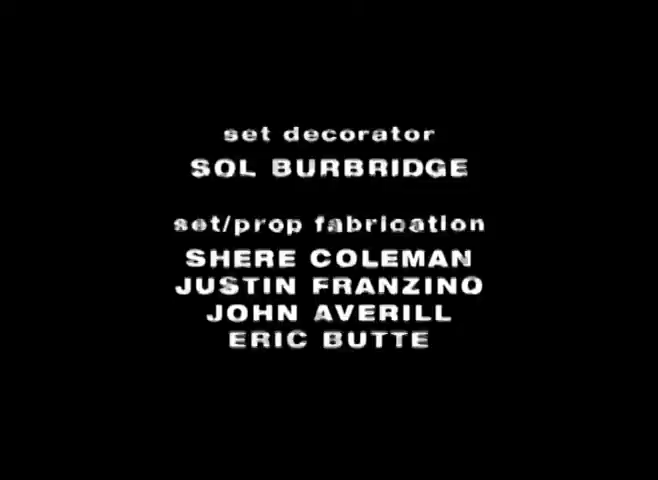 set decorator
SOL BURBRIDGE
set/prop fabrication
SHERE COLEMAN
JUSTIN FRANZINO
JOHN AVERILL
ERIC BUTTE